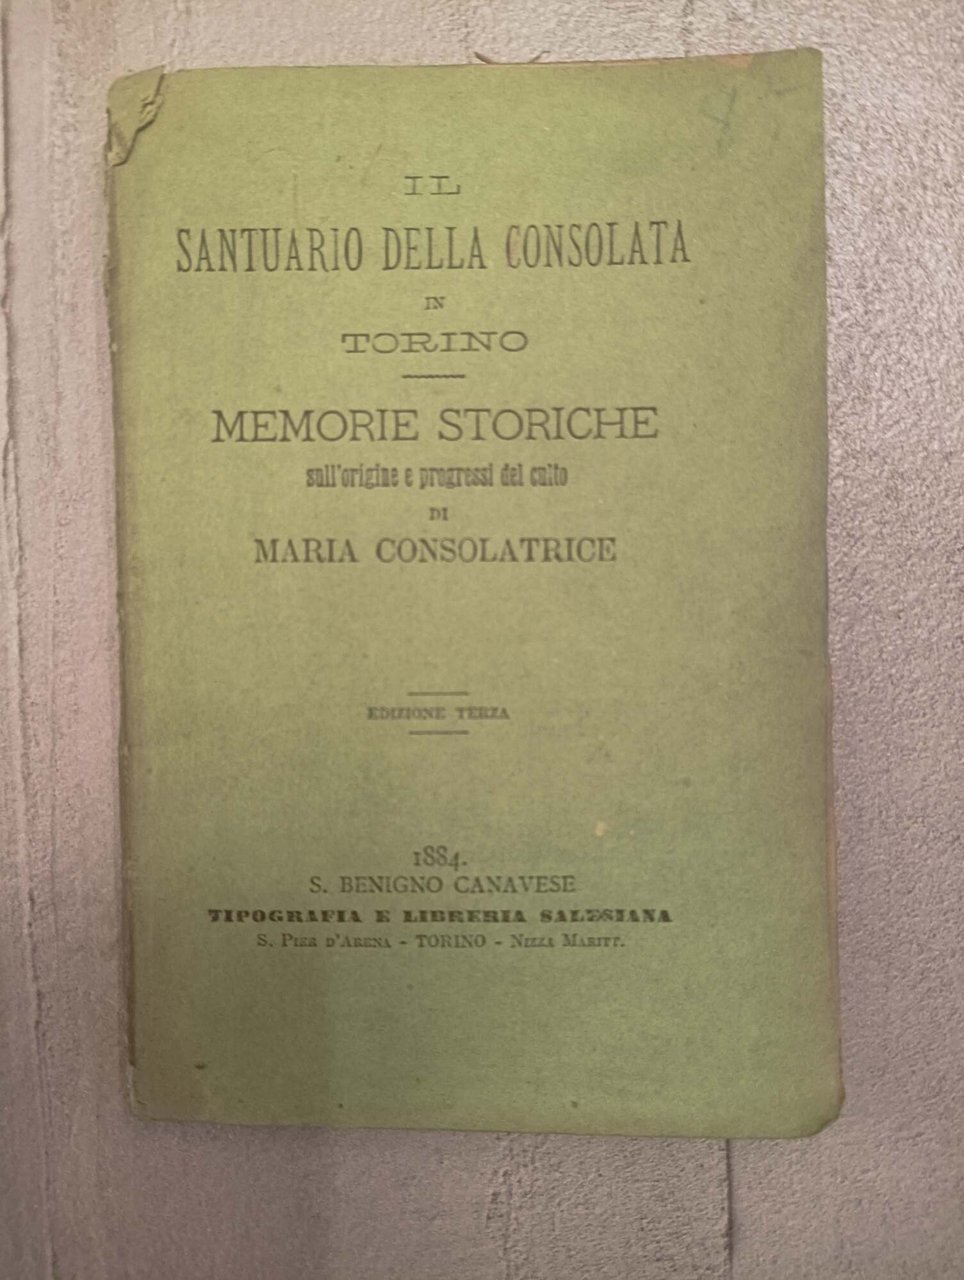 IL
SANTUARIO DELLA CONSOLATA
IN
TORINO
MEMORIE STORICHE
sull'origine e progressi del culto
DI
MARIA CONSOLATRICE
EDIZIONE TERZA
1884.
S. BENIGNO CANAVESE
TIPOGRAFIA E LIBRERIA SALESIANA
S. PIER D'ARENA - TORINO - NIZZA MARITT.